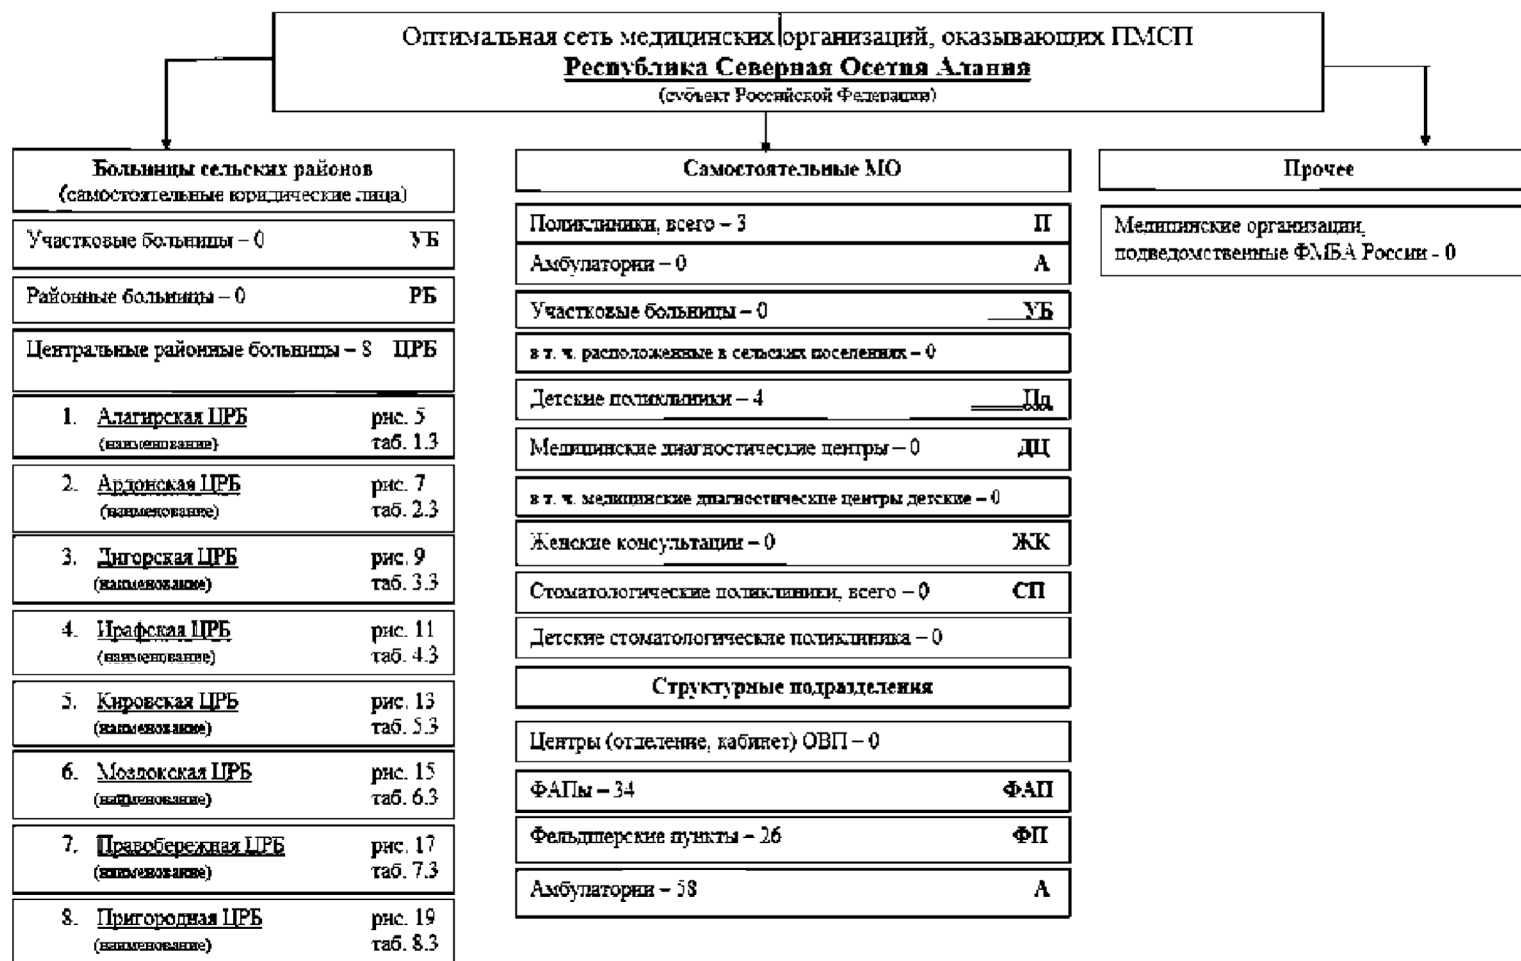 Оптимальная сеть медицинских организаций, оказывающих ПМСП
Республика Северная Осетия Алания
(субъект Российской Федерации)
Больницы сельских районов
(самостоятельные юридические лица)
Участковые больницы – 0 УБ
Районные больницы – 0 РБ
Центральные районные больницы – 8 ЦРБ
1. Алагирская ЦРБ рис. 5
(наименование) таб. 1.3
2. Ардонская ЦРБ рис. 7
(наименование) таб. 2.3
3. Дигорская ЦРБ рис. 9
(наименование) таб. 3.3
4. Ирафская ЦРБ рис. 11
(наименование) таб. 4.3
5. Кировская ЦРБ рис. 13
(наименование) таб. 5.3
6. Моздокская ЦРБ рис. 15
(наименование) таб. 6.3
7. Правобережная ЦРБ рис. 17
(наименование) таб. 7.3
8. Пригородная ЦРБ рис. 19
(наименование) таб. 8.3
Самостоятельные МО
Поликлиники, всего – 3 П
Амбулатории – 0 А
Участковые больницы – 0 УБ
в т. ч. расположенные в сельских поселениях – 0
Детские поликлиники – 4 Пд
Медицинские диагностические центры – 0 ДЦ
в т. ч. медицинские диагностические центры детские – 0
Женские консультации – 0 ЖК
Стоматологические поликлиники, всего – 0 СП
Детские стоматологические поликлиника – 0
Структурные подразделения
Центры (отделение, кабинет) ОВП – 0
ФАПы – 34 ФАП
Фельдшерские пункты – 26 ФП
Амбулатории – 58 А
Прочее
Медицинские организации,
подведомственные ФМБА России - 0